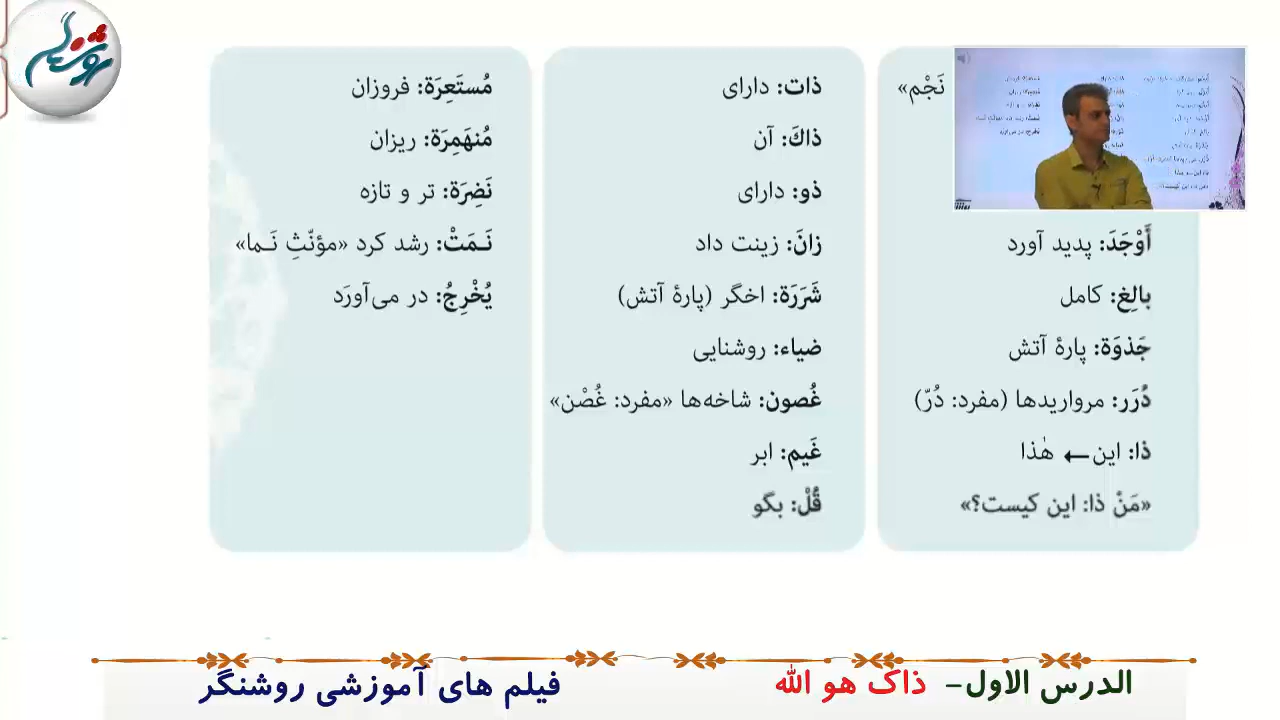 روشنگر
نَجْم»
أَوْجَدَ: پدید آورد
بالِغ: کامل
جَذوَة: پارهٔ آتش
دُرَر: مرواریدها (مفرد: دُرّ)
ذا: این ← هٰذا
«مَنْ ذا: این کیست؟»
ذات: دارای
ذاكَ: آن
ذو: دارای
زانَ: زینت داد
شَرَرَة: اخگر (پارهٔ آتش)
ضیاء: روشنایی
غُصون: شاخه‌ها «مفرد: غُصْن»
غَیم: ابر
قُلْ: بگو
مُستَعِرَة: فروزان
مُنهَمِرَة: ریزان
نَضِرَة: تر و تازه
نَـمَتْ: رشد کرد «مؤنّثِ نَـما»
یُخْرِجُ: در می‌آورَد
الدرس الاول- ذاک هو الله
فیلم های آموزشی روشنگر